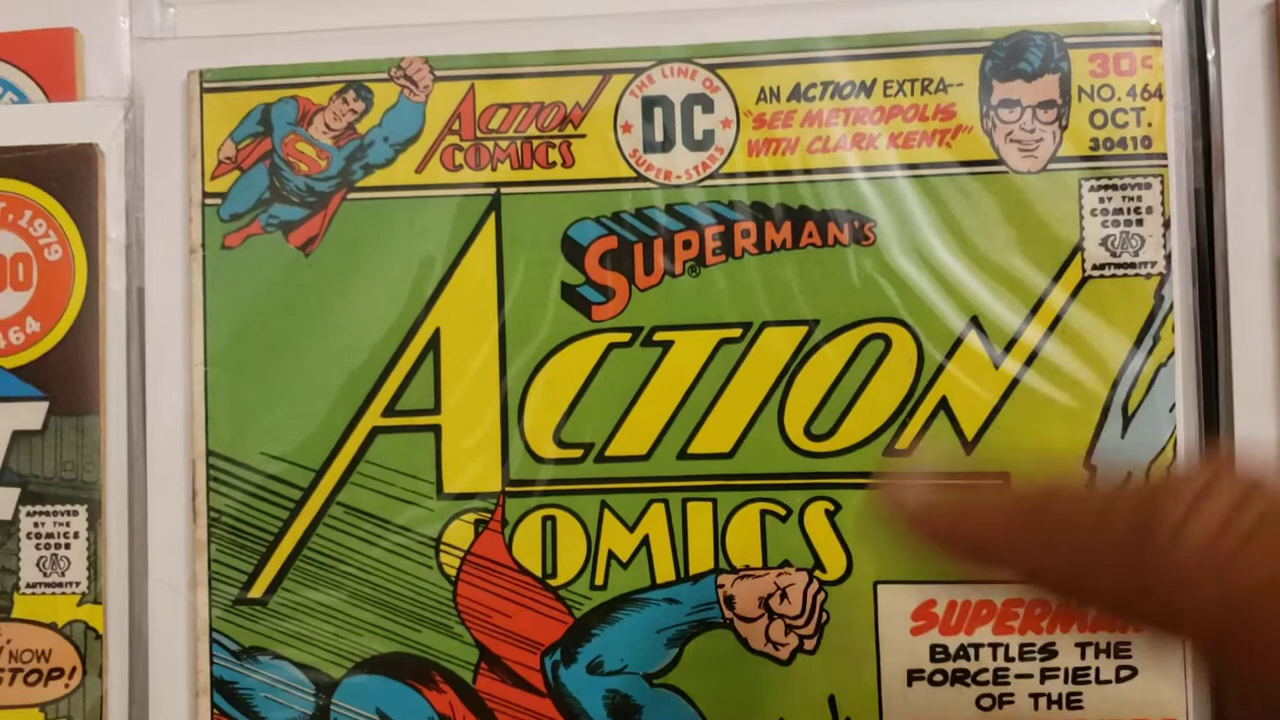 ACTION
COMICS
THE LINE OF
DC
SUPER-STARS
AN ACTION EXTRA--
"SEE METROPOLIS
WITH CLARK KENT!"
30¢
NO. 464
OCT.
30410
APPROVED
BY THE
COMICS
CODE
AUTHORITY
SUPERMAN'S
®
ACTION
COMICS
BATTLES THE
FORCE-FIELD
OF THE
1979
464
APPROVED
BY THE
COMICS
CODE
AUTHORITY
NOW
STOP!